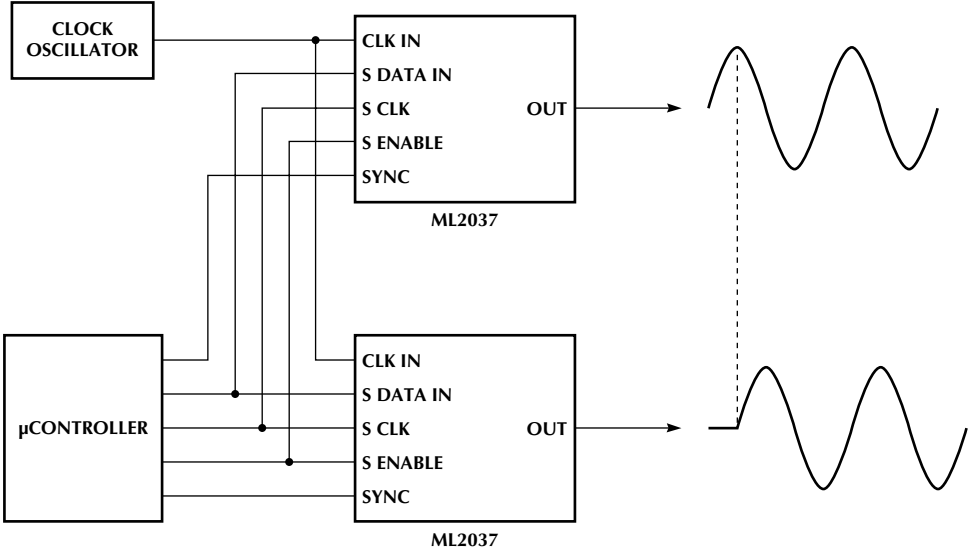 CLOCK
OSCILLATOR
CLK IN
S DATA IN
S CLK
S ENABLE
SYNC
OUT
ML2037
µCONTROLLER
CLK IN
S DATA IN
S CLK
S ENABLE
SYNC
OUT
ML2037